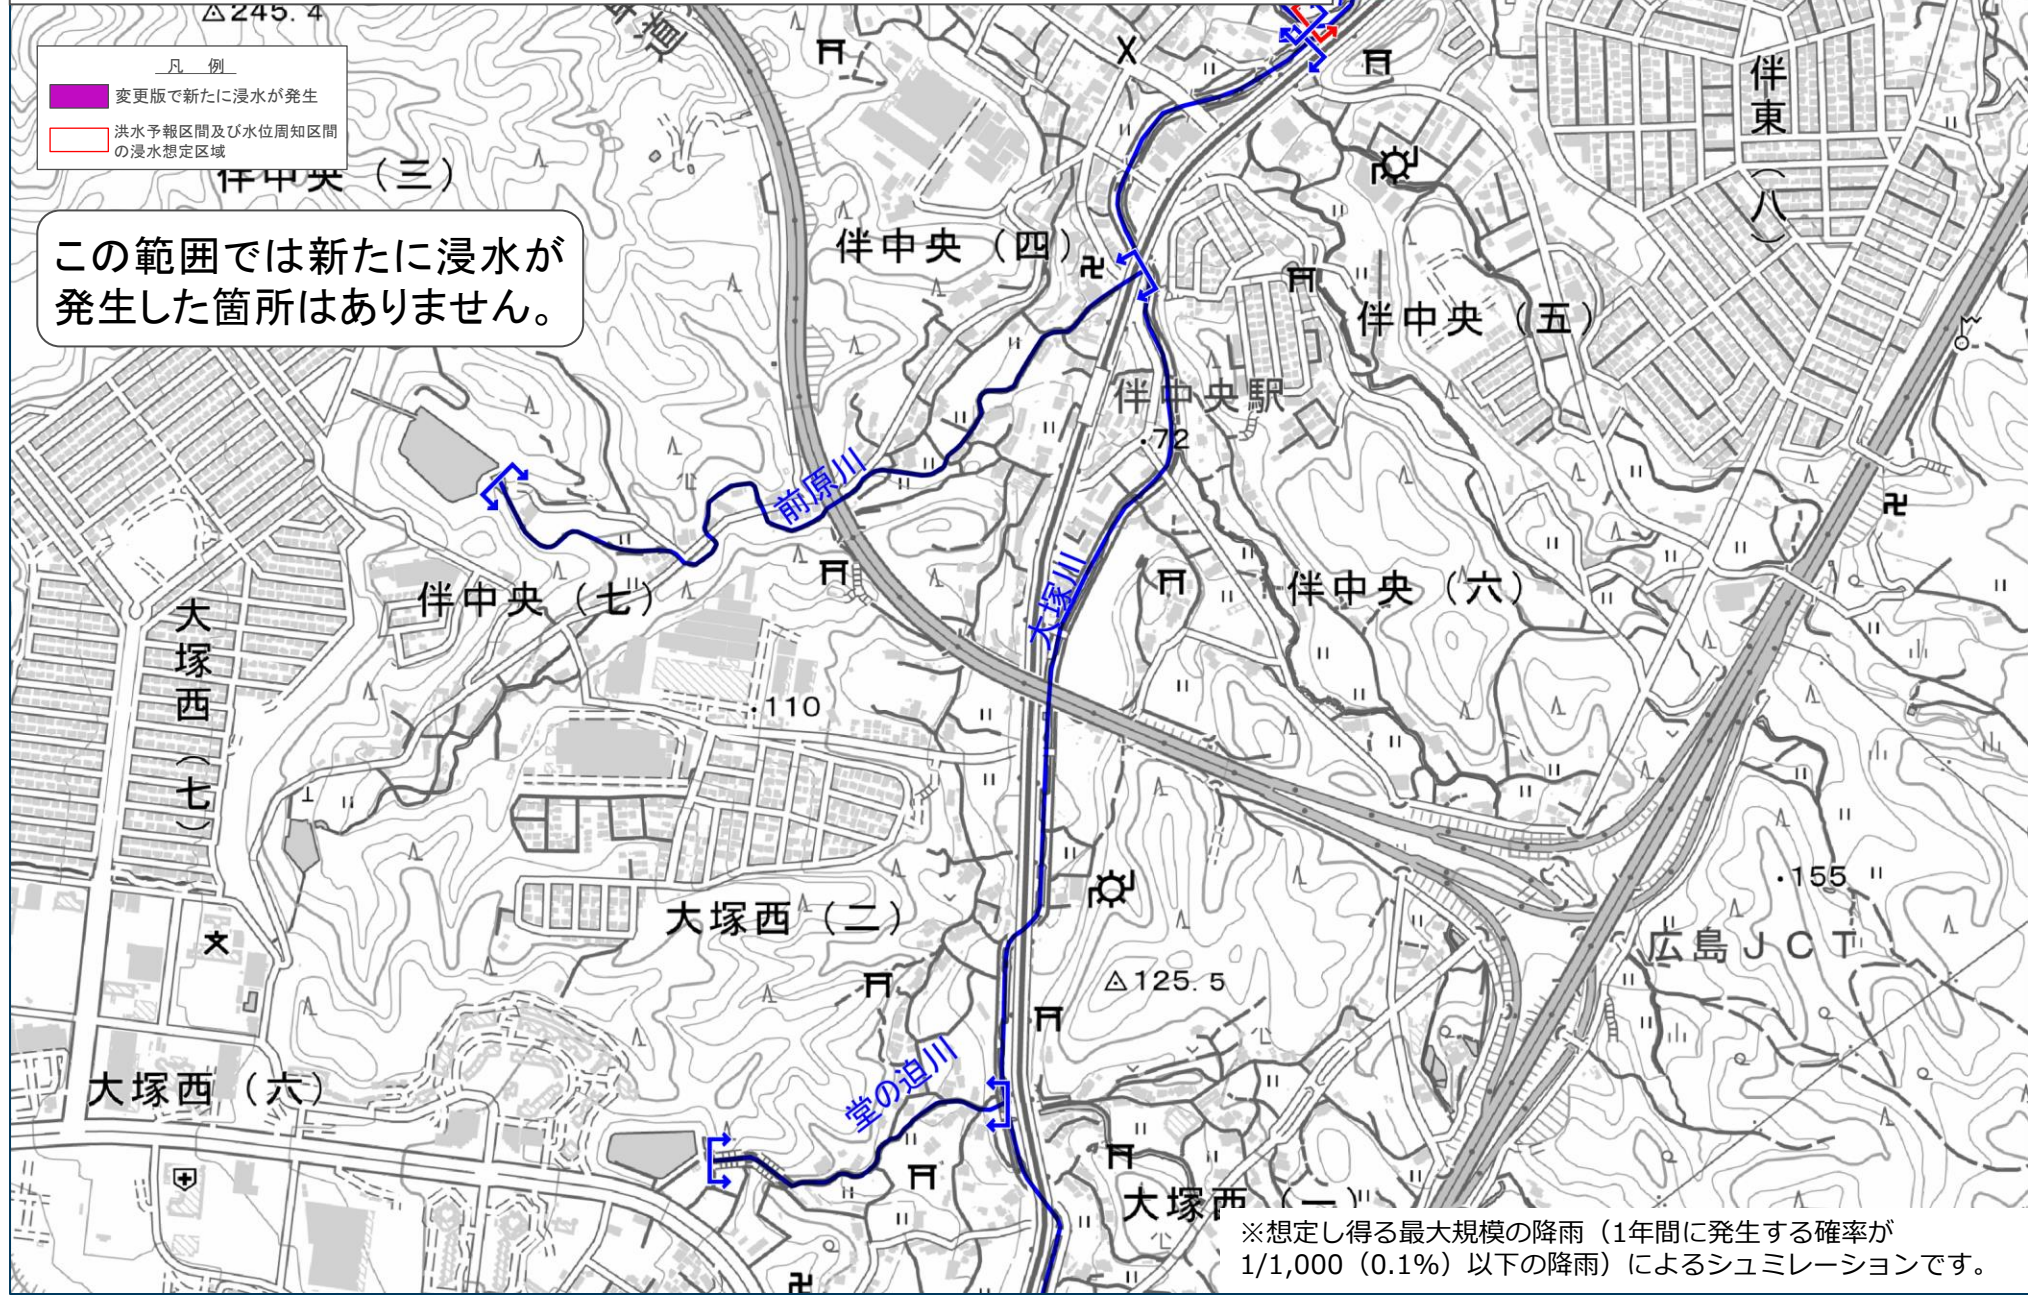 245.4
車道
凡 例
変更版で新たに浸水が発生
洪水予報区間及び水位周知区間
の浸水想定区域
伴中央(三)
この範囲では新たに浸水が
発生した箇所はありません。
伴東(八)
伴中央(四)
伴中央(五)
伴中央駅
72
前原川
大塚川
伴中央(七)
伴中央(六)
大塚西(七)
110
155
大塚西(二)
広島JCT
125.5
堂の迫川
大塚西(六)
大塚西(一)
※想定し得る最大規模の降雨(1年間に発生する確率が
1/1,000(0.1%)以下の降雨)によるシュミレーションです。